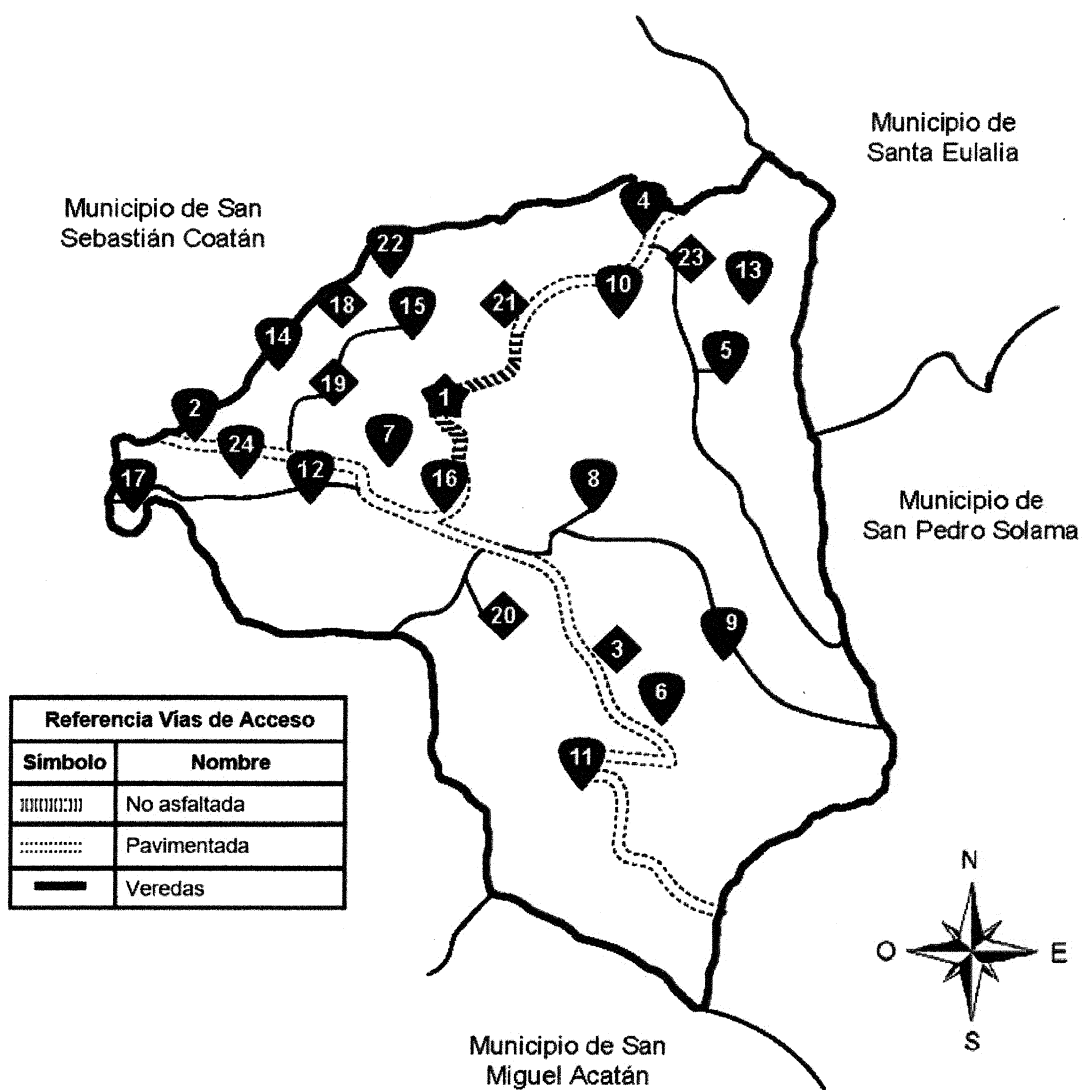 Municipio de
Santa Eulalia
Municipio de San
Sebastián Coatán
4
22
23
13
10
18
15
21
14
5
19
1
2
7
24
12
16
8
17
Municipio de
San Pedro Solama
20
9
3
6
11
Referencia Vías de Acceso
Símbolo
Nombre
No asfaltada
Pavimentada
Veredas
N
O
E
S
Municipio de San
Miguel Acatán